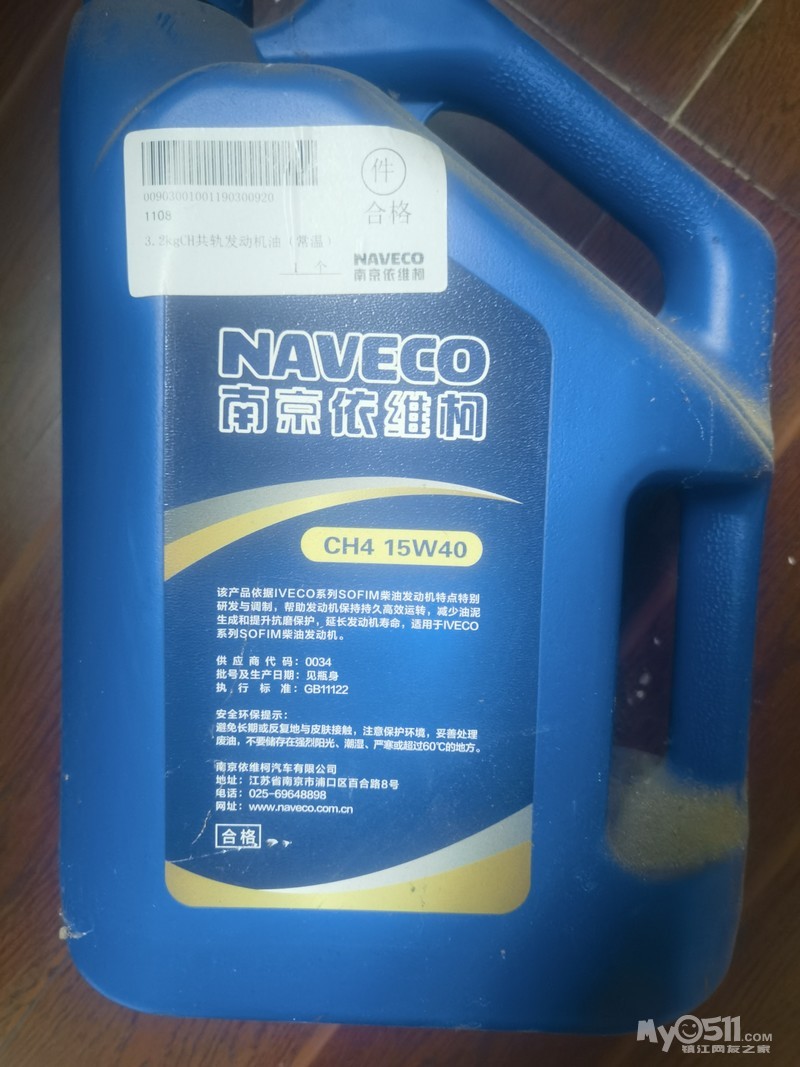 件
合格
00903001001190300920
1108
3.2kgCH共轨发动机油（常温）
1 个
NAVECO
南京依维柯
NAVECO
南京依维柯
CH4 15W40
该产品依据IVECO系列SOFIM柴油发动机特点特别
研发与调制，帮助发动机保持持久高效运转，减少油泥
生成和提升抗磨保护，延长发动机寿命，适用于IVECO
系列SOFIM柴油发动机。
供 应 商 代 码：0034
批号及生产日期：见瓶身
执 行 标 准：GB11122
安全环保提示：
避免长期或反复地与皮肤接触，注意保护环境，妥善处理
废油，不要储存在强烈阳光、潮湿、严寒或超过60℃的地方。
南京依维柯汽车有限公司
地址：江苏省南京市浦口区百合路8号
电话：025-69648898
网址：www.naveco.com.cn
合格
My0511.COM
镇江网友之家